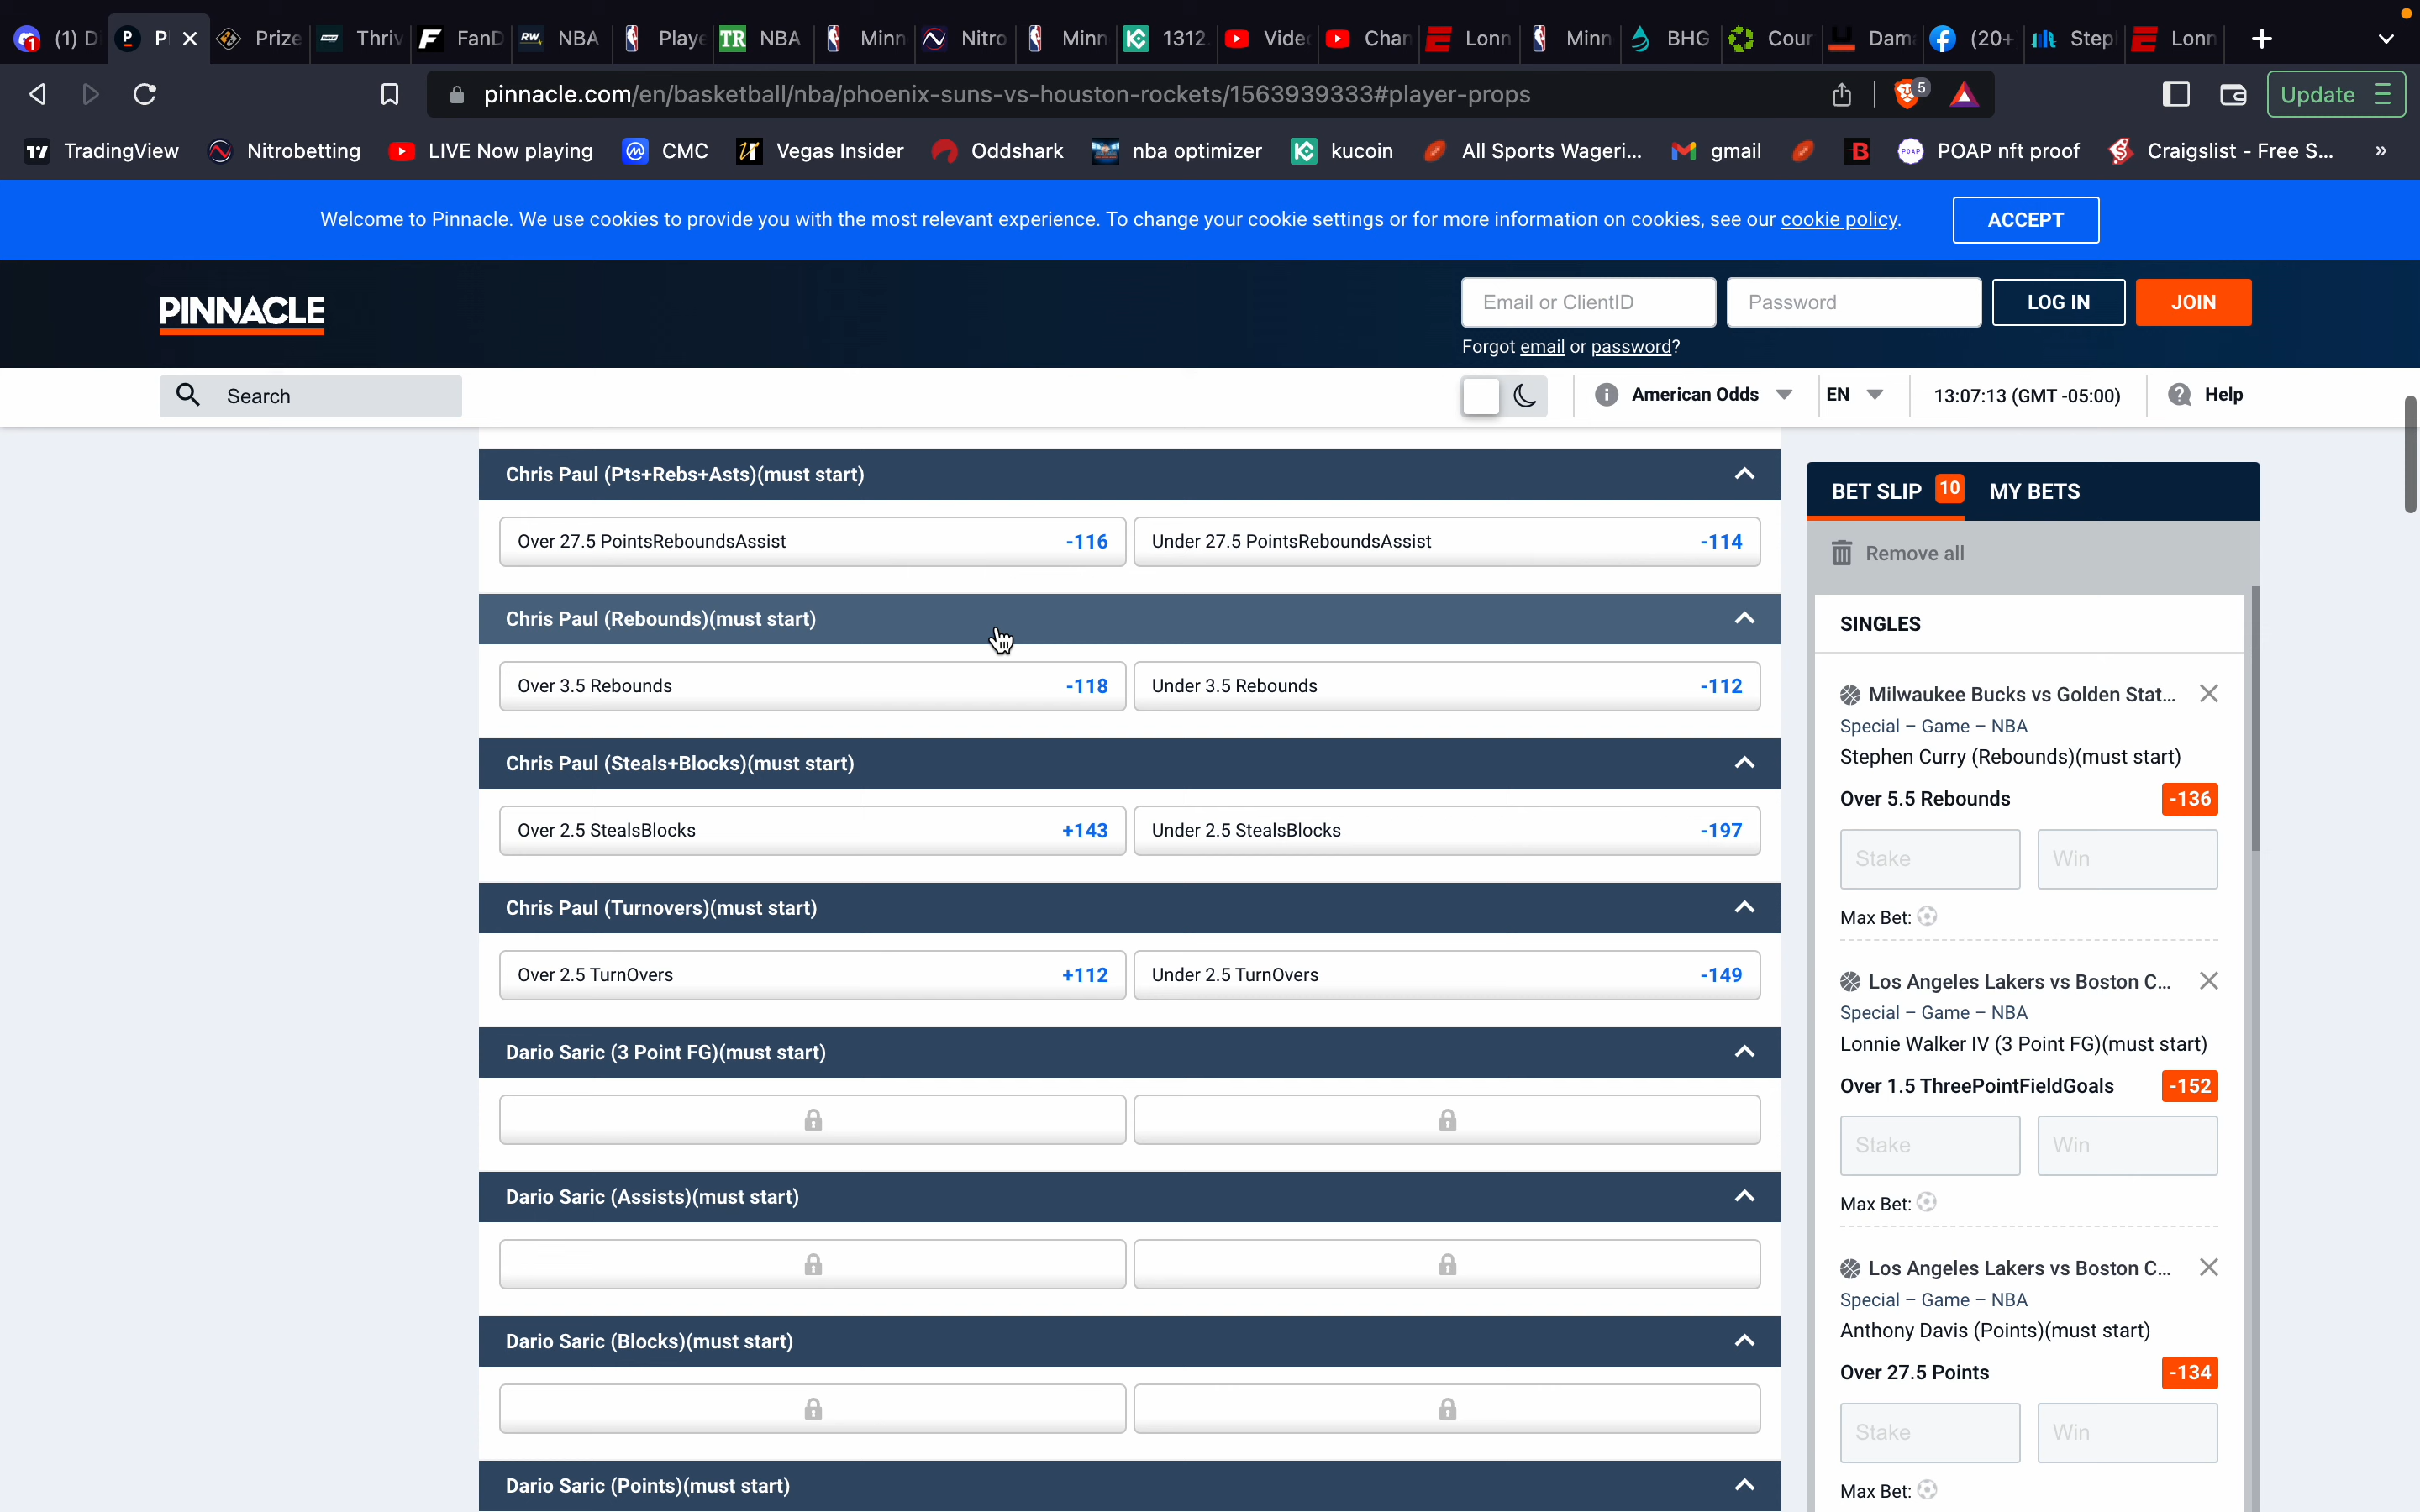 (1) D
P
Prize
Thriv
FanD
NBA
Playe
NBA
Minn
Nitro
Minn
1312
Vide
Chan
Lonn
Minn
BHG
Cour
Dam
(20+
Step
Lonn
pinnacle.com/en/basketball/nba/phoenix-suns-vs-houston-rockets/1563939333#player-props
5
Update
TradingView
Nitrobetting
LIVE Now playing
CMC
Vegas Insider
Oddshark
nba optimizer
kucoin
All Sports Wageri...
gmail
POAP nft proof
Craigslist - Free S...
»
Welcome to Pinnacle. We use cookies to provide you with the most relevant experience. To change your cookie settings or for more information on cookies, see our cookie policy.
ACCEPT
PINNACLE
Email or ClientID
Password
LOG IN
JOIN
Forgot email or password?
Search
American Odds
EN
13:07:13 (GMT -05:00)
Help
Chris Paul (Pts+Rebs+Asts)(must start)
Over 27.5 PointsReboundsAssist -116
Under 27.5 PointsReboundsAssist -114
Chris Paul (Rebounds)(must start)
Over 3.5 Rebounds -118
Under 3.5 Rebounds -112
Chris Paul (Steals+Blocks)(must start)
Over 2.5 StealsBlocks +143
Under 2.5 StealsBlocks -197
Chris Paul (Turnovers)(must start)
Over 2.5 TurnOvers +112
Under 2.5 TurnOvers -149
Dario Saric (3 Point FG)(must start)
Dario Saric (Assists)(must start)
Dario Saric (Blocks)(must start)
Dario Saric (Points)(must start)
BET SLIP 10
MY BETS
Remove all
SINGLES
Milwaukee Bucks vs Golden Stat...
Special – Game – NBA
Stephen Curry (Rebounds)(must start)
Over 5.5 Rebounds -136
Stake
Win
Max Bet:
Los Angeles Lakers vs Boston C...
Special – Game – NBA
Lonnie Walker IV (3 Point FG)(must start)
Over 1.5 ThreePointFieldGoals -152
Stake
Win
Max Bet:
Los Angeles Lakers vs Boston C...
Special – Game – NBA
Anthony Davis (Points)(must start)
Over 27.5 Points -134
Stake
Win
Max Bet: